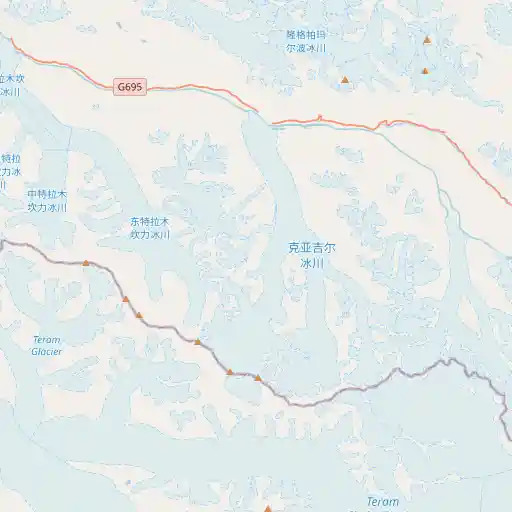 隆格帕玛
尔波冰川
拉木坎
冰川
G695
特拉
力冰
川
中特拉木
坎力冰川
东特拉木
坎力冰川
克亚吉尔
冰川
Teram
Glacier
Teram